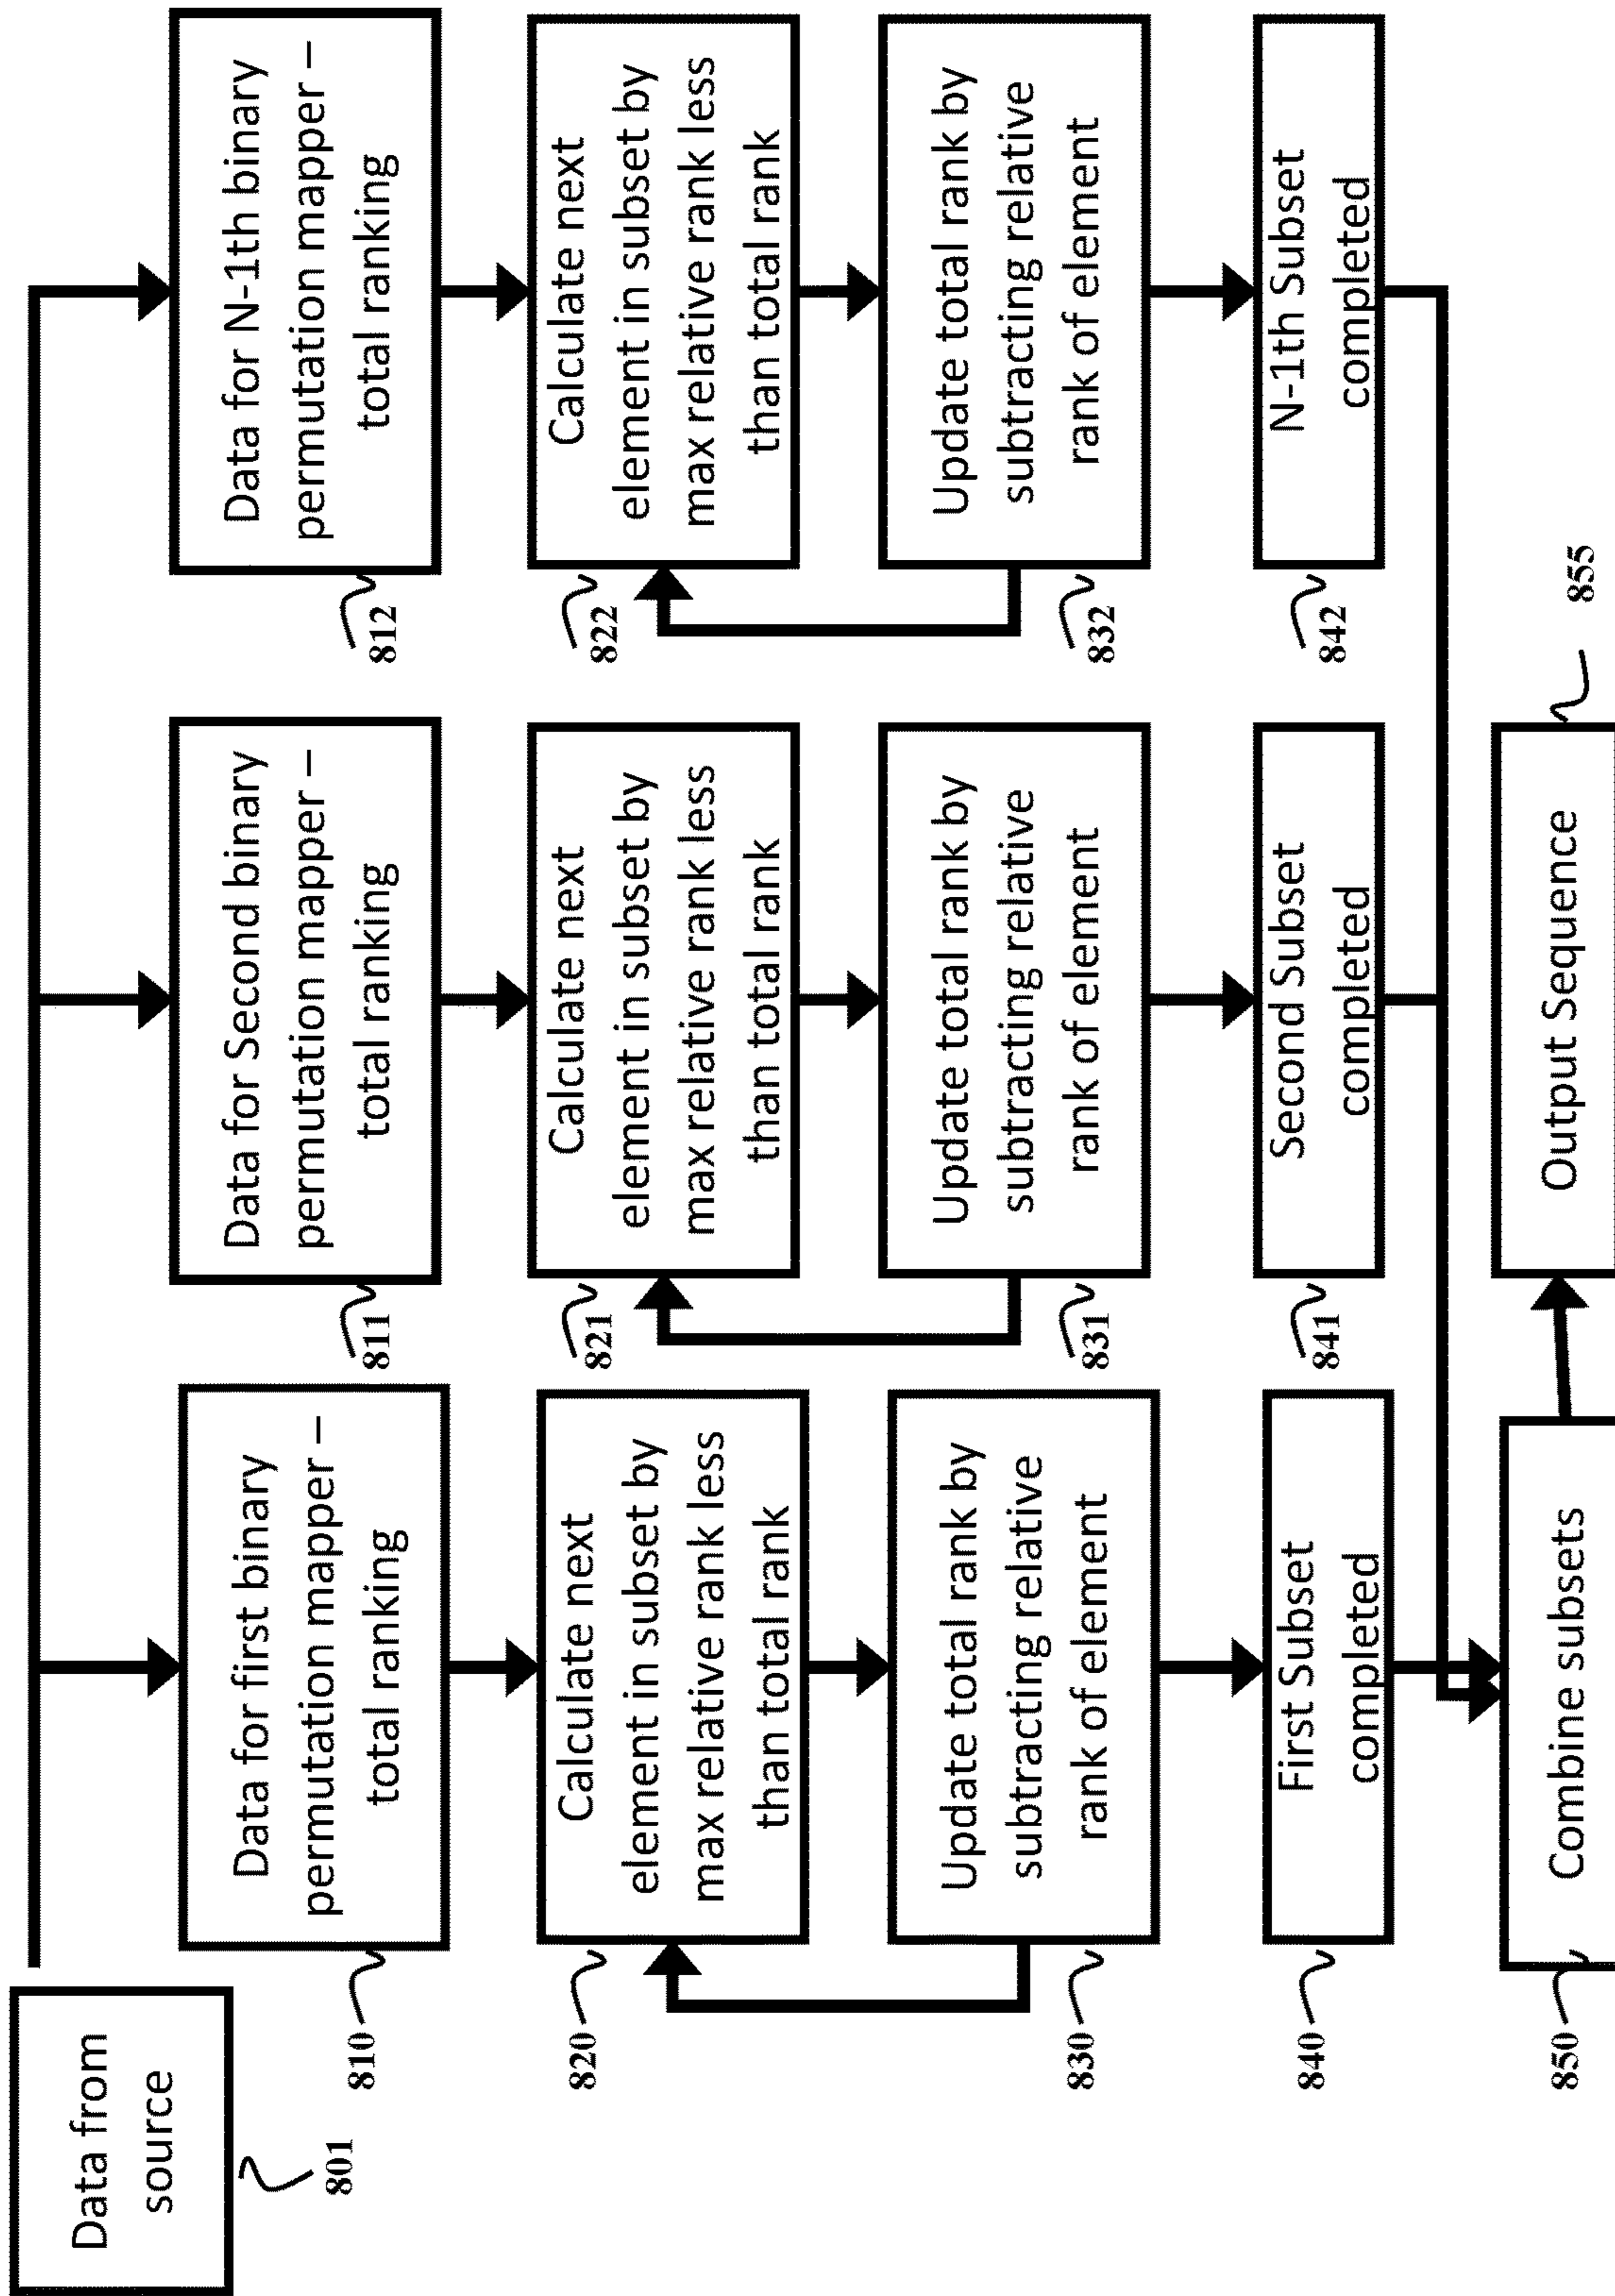 Data from
source
801
Data for first binary
permutation mapper –
total ranking
810
Data for Second binary
permutation mapper –
total ranking
811
Data for N-1th binary
permutation mapper –
total ranking
812
Calculate next
element in subset by
max relative rank less
than total rank
820
Calculate next
element in subset by
max relative rank less
than total rank
821
Calculate next
element in subset by
max relative rank less
than total rank
822
Update total rank by
subtracting relative
rank of element
830
Update total rank by
subtracting relative
rank of element
831
Update total rank by
subtracting relative
rank of element
832
First Subset
completed
840
Second Subset
completed
841
N-1th Subset
completed
842
Combine subsets
850
Output Sequence
855